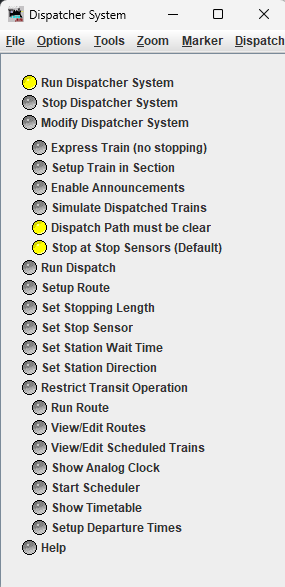 Dispatcher System
File Options Tools Zoom Marker Dispatch
Run Dispatcher System
Stop Dispatcher System
Modify Dispatcher System
Express Train (no stopping)
Setup Train in Section
Enable Announcements
Simulate Dispatched Trains
Dispatch Path must be clear
Stop at Stop Sensors (Default)
Run Dispatch
Setup Route
Set Stopping Length
Set Stop Sensor
Set Station Wait Time
Set Station Direction
Restrict Transit Operation
Run Route
View/Edit Routes
View/Edit Scheduled Trains
Show Analog Clock
Start Scheduler
Show Timetable
Setup Departure Times
Help